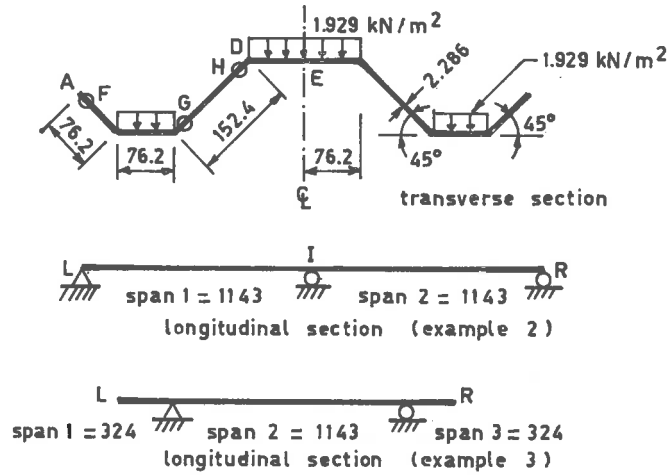 1.929 kN/m²
D
H
E
A
F
G
2.286
1.929 kN/m²
76.2
152.4
76.2
76.2
45°
45°
℄
transverse section
L
I
R
span 1 = 1143
span 2 = 1143
longitudinal section (example 2)
L
R
span 1 = 324
span 2 = 1143
span 3 = 324
longitudinal section (example 3)